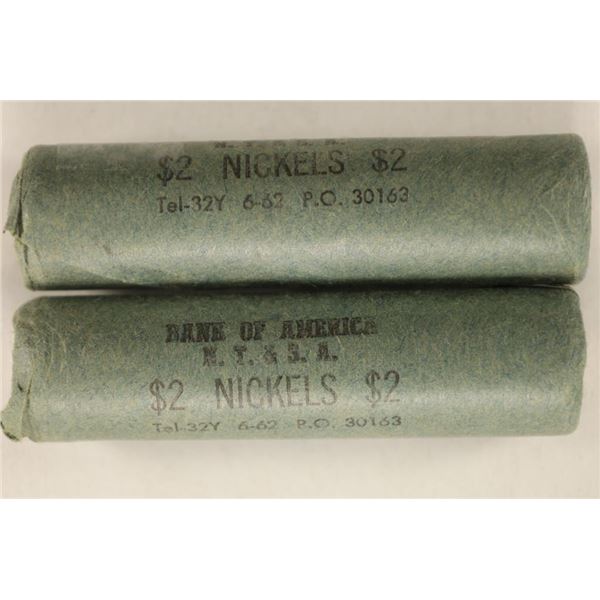 N. T. & S. A.
$2 NICKELS $2
Tel-32Y 6-62 P.O. 30163
BANK OF AMERICA
N. T. & S. A.
$2 NICKELS $2
Tel-32Y 6-62 P.O. 30163